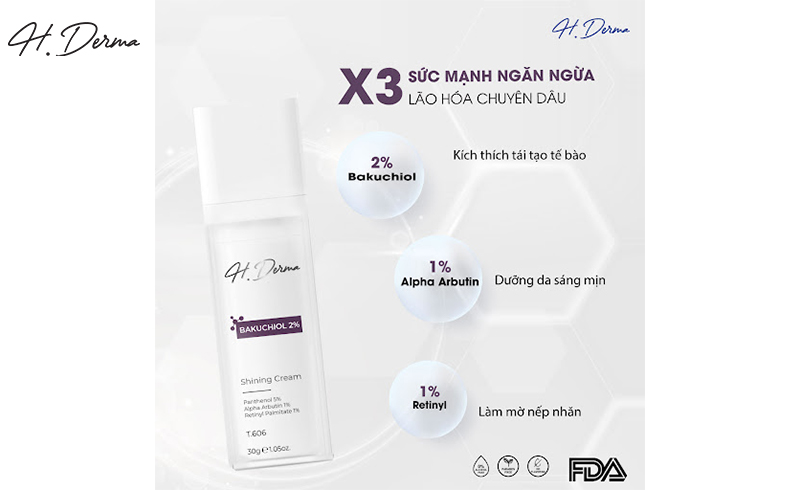 H. Derma
H. Derma
X3 SỨC MẠNH NGĂN NGỪA
LÃO HÓA CHUYÊN DÂU
2%
Bakuchiol
Kích thích tái tạo tế bào
1%
Alpha Arbutin
Dưỡng da sáng mịn
1%
Retinyl
Làm mờ nếp nhăn
H. Derma
BAKUCHIOL 2%
Shining Cream
Panthenol 5%
Alpha Arbutin 1%
Retinyl Palmitate 1%
T.606
30g ℮ 1.05oz.
FDA